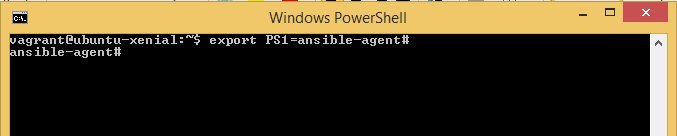 Windows PowerShell
vagrant@ubuntu-xenial:~$ export PS1=ansible-agent#
ansible-agent#